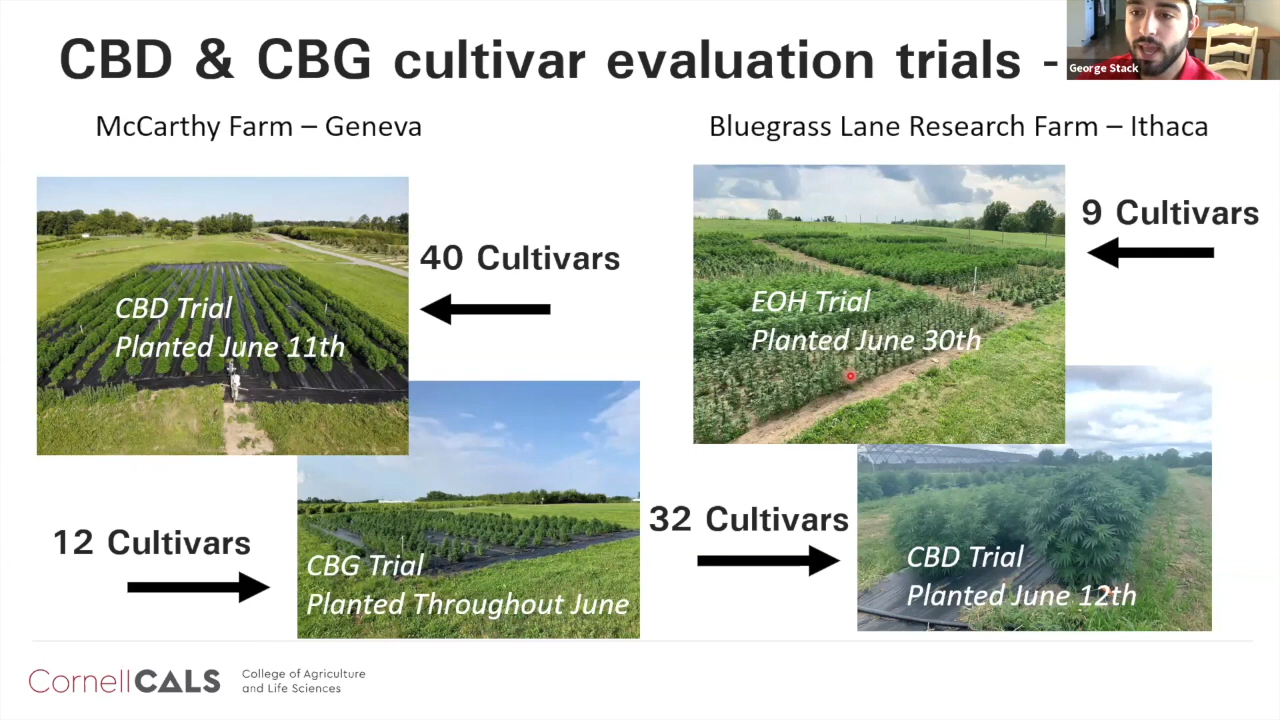 CBD & CBG cultivar evaluation trials -
George Stack
McCarthy Farm – Geneva
Bluegrass Lane Research Farm – Ithaca
40 Cultivars
CBD Trial
Planted June 11th
9 Cultivars
EOH Trial
Planted June 30th
12 Cultivars
CBG Trial
Planted Throughout June
32 Cultivars
CBD Trial
Planted June 12th
CornellCALS
College of Agriculture
and Life Sciences